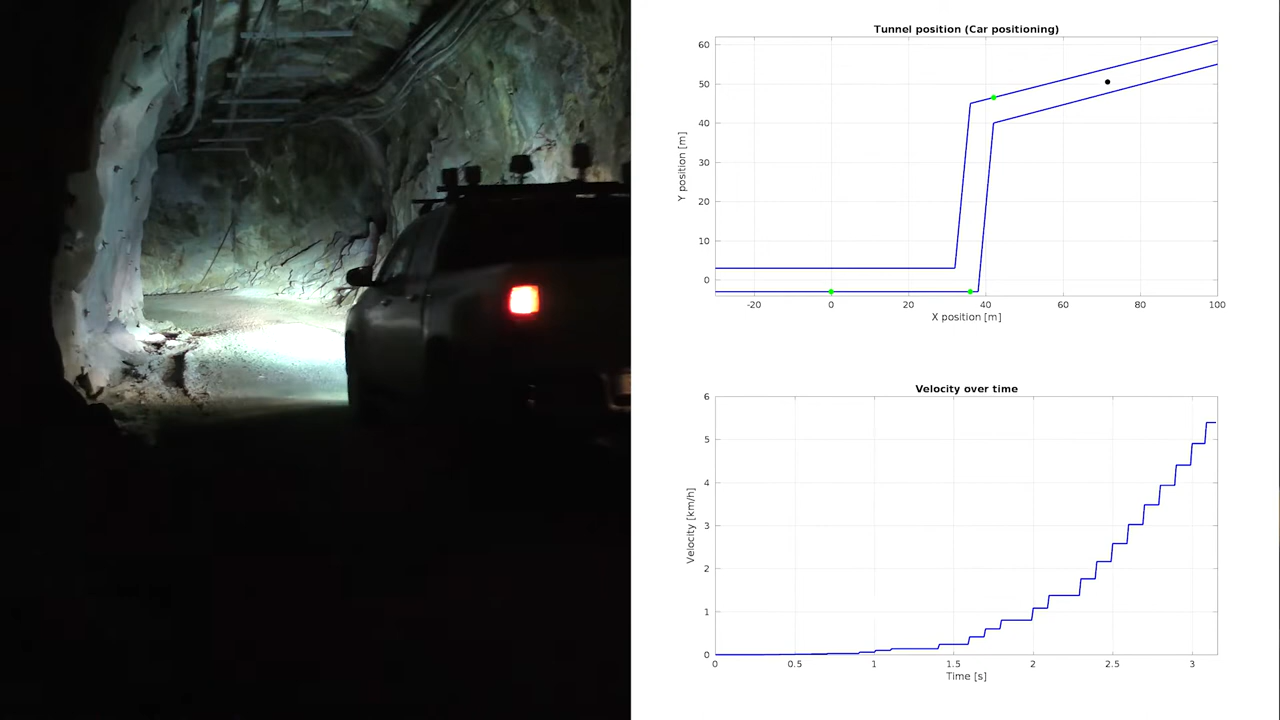 Tunnel position (Car positioning)
60
50
40
30
20
10
0
Y position [m]
-20 0 20 40 60 80 100
X position [m]
Velocity over time
6
5
4
3
2
1
0
Velocity [km/h]
0 0.5 1 1.5 2 2.5 3
Time [s]